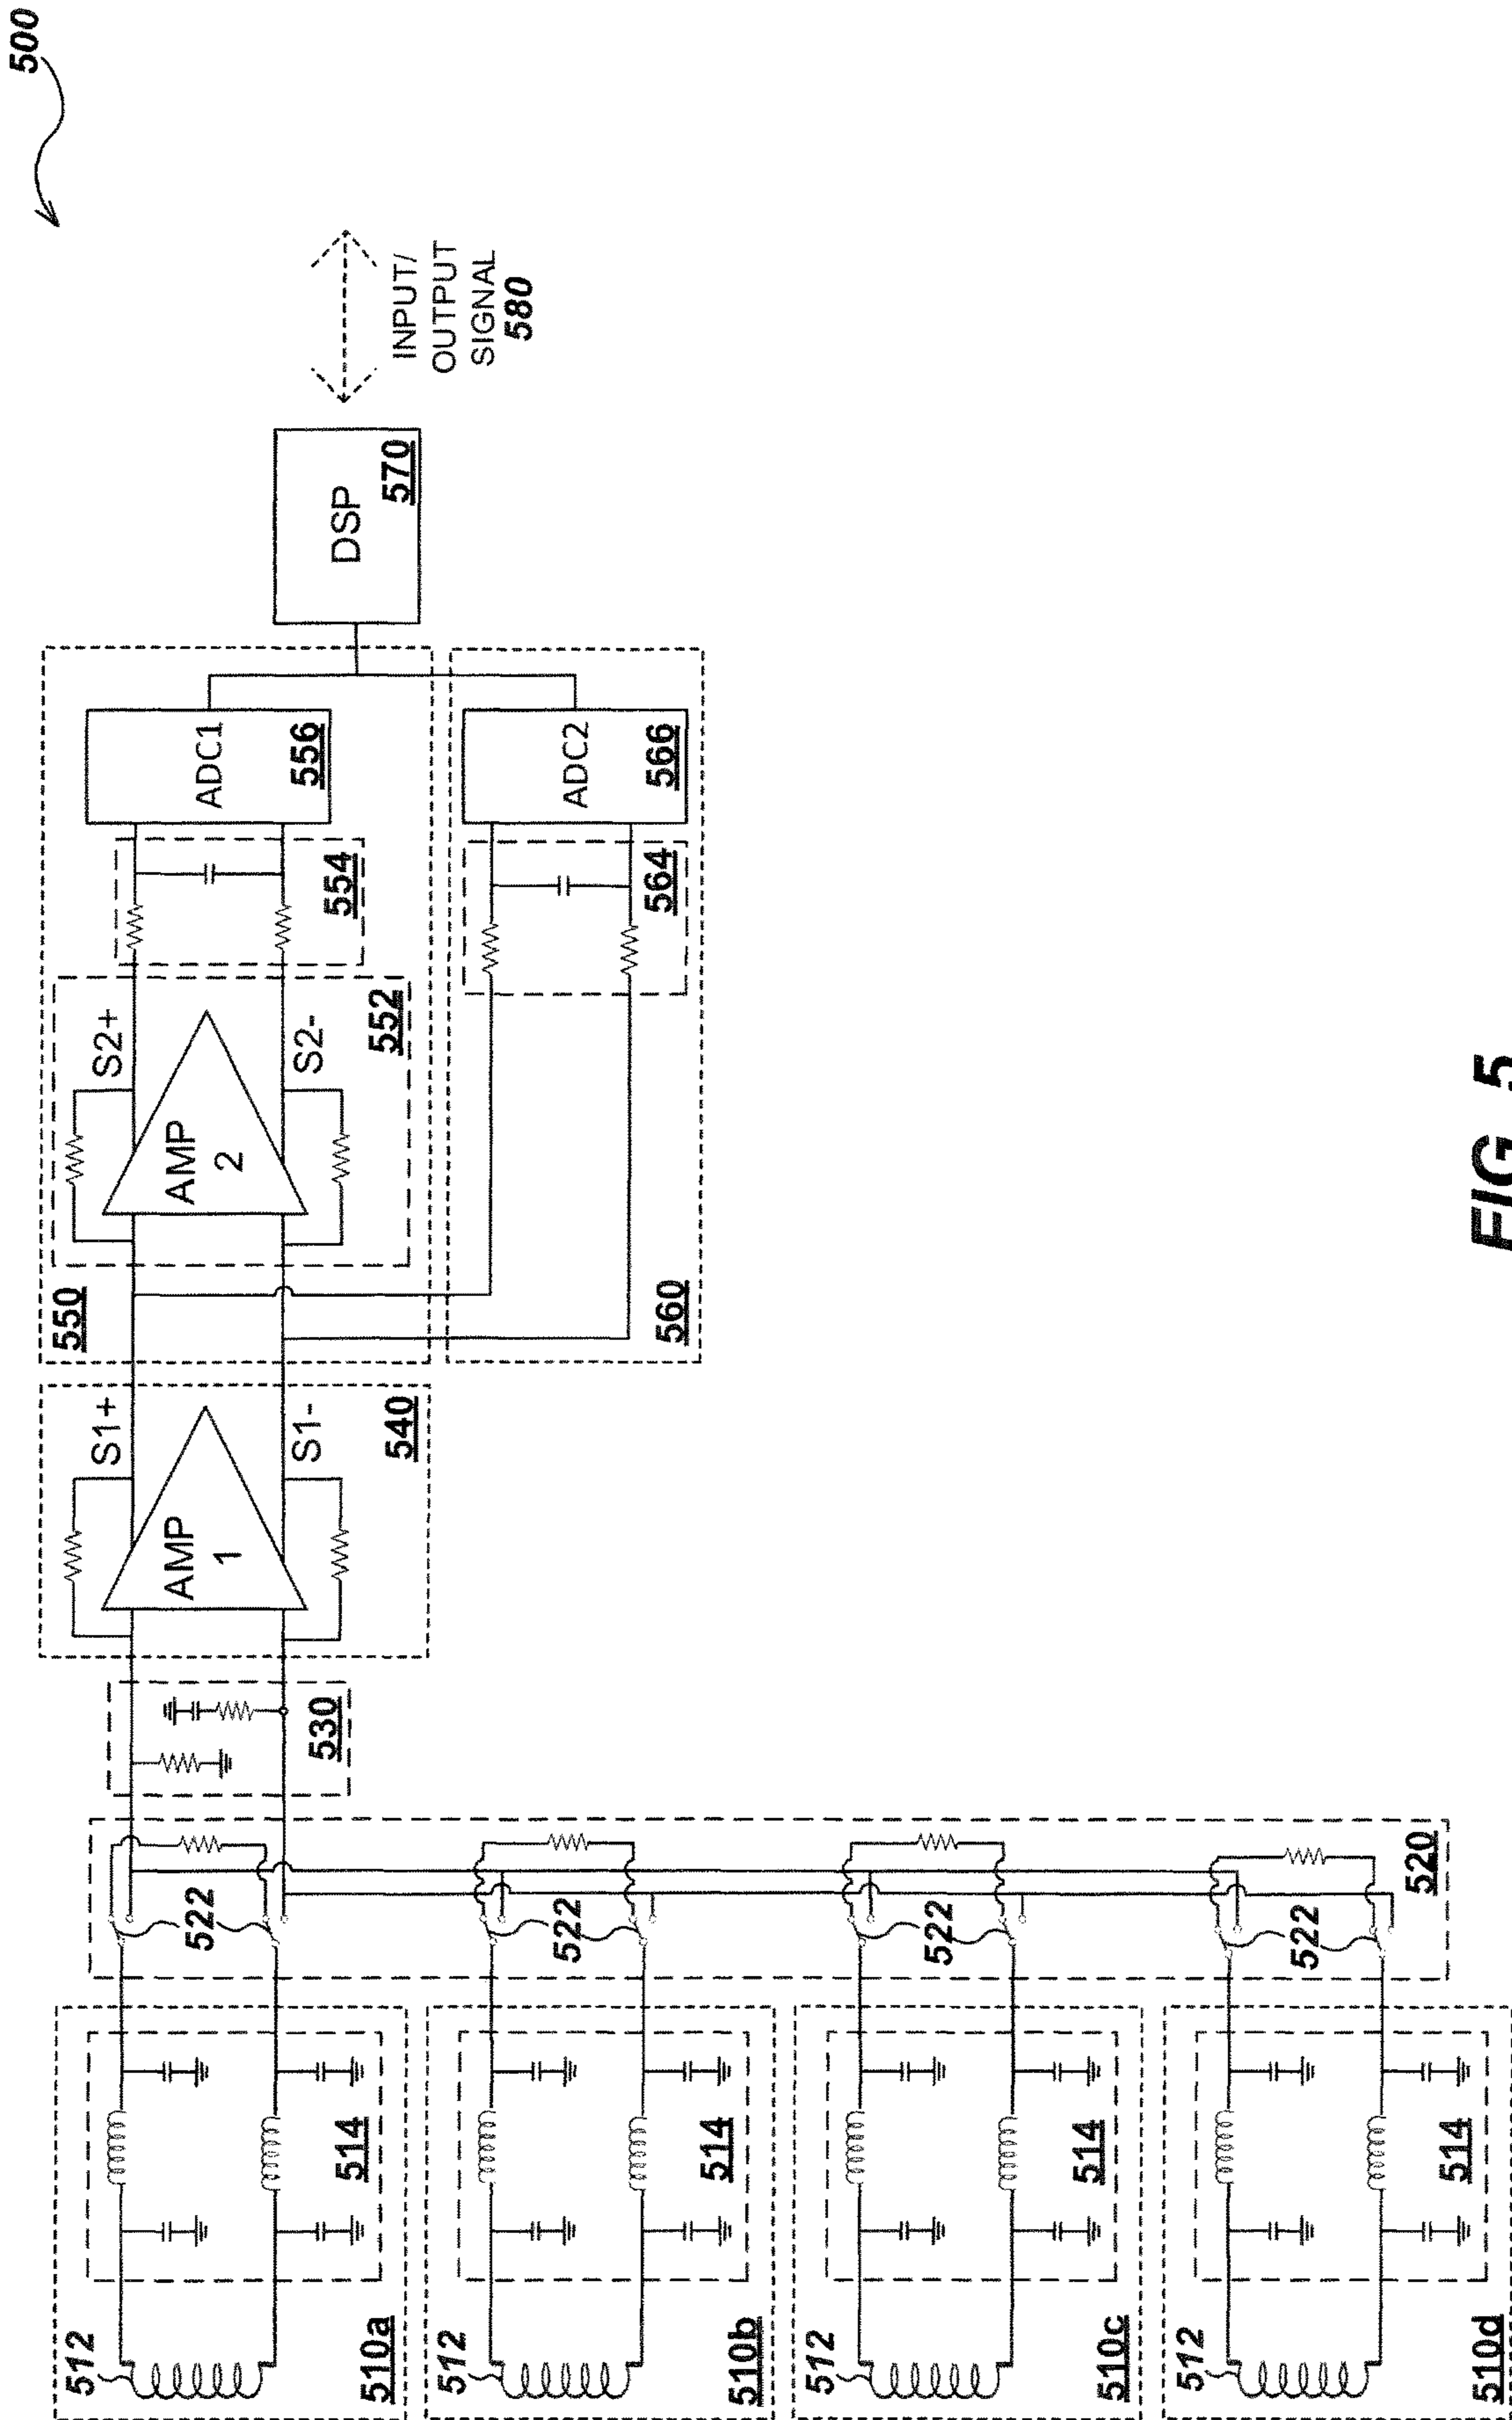 500
INPUT/
OUTPUT
SIGNAL
580
DSP
570
ADC1
556
ADC2
566
554
564
S2+
S2-
AMP
2
552
550
560
S1+
S1-
AMP
1
540
530
520
522
522
522
522
514
514
514
514
512
510a
512
510b
512
510c
512
510d
FIG. 5